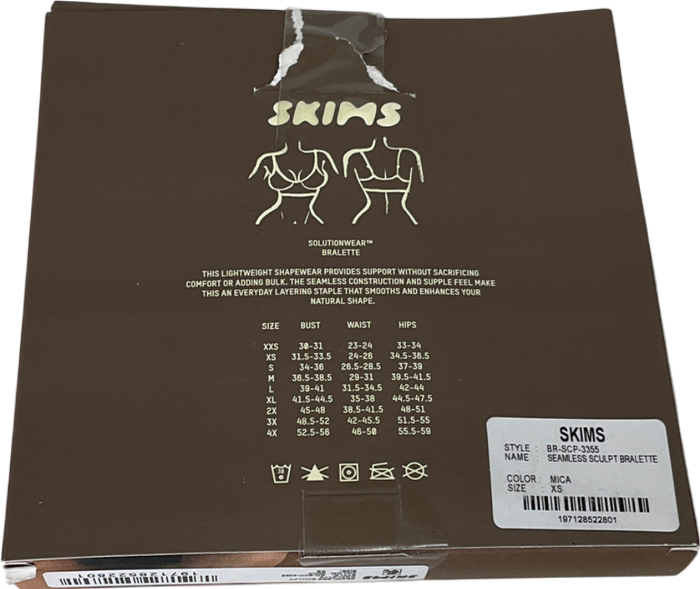 SKIMS
SOLUTIONWEAR™
BRALETTE
THIS LIGHTWEIGHT SHAPEWEAR PROVIDES SUPPORT WITHOUT SACRIFICING
COMFORT OR ADDING BULK. THE SEAMLESS CONSTRUCTION AND SUPPLE FEEL MAKE
THIS AN EVERYDAY LAYERING STAPLE THAT SMOOTHS AND ENHANCES YOUR
NATURAL SHAPE.
SIZE BUST WAIST HIPS
XXS 30-31 23-24 33-34
XS 31.5-33.5 24-26 34.5-36.5
S 34-36 26.5-28.5 37-39
M 36.5-38.5 29-31 39.5-41.5
L 39-41 31.5-34.5 42-44
XL 41.5-44.5 35-38 44.5-47.5
2X 45-48 38.5-41.5 48-51
3X 48.5-52 42-45.5 51.5-55
4X 52.5-56 46-50 55.5-59
SKIMS
STYLE : BR-SCP-3355
NAME : SEAMLESS SCULPT BRALETTE
COLOR : MICA
SIZE : XS
197128522801
197128522801
SKIMS